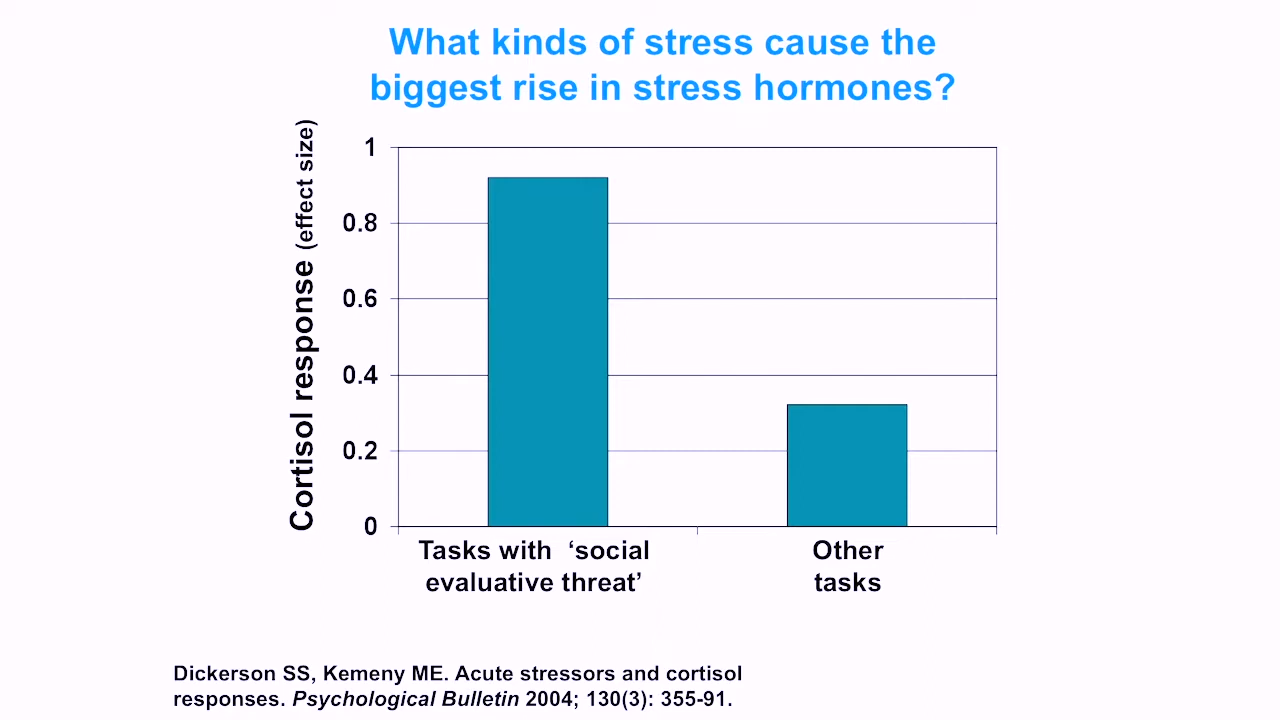 What kinds of stress cause the
biggest rise in stress hormones?
Cortisol response (effect size)
1
0.8
0.6
0.4
0.2
0
Tasks with ‘social
evaluative threat’
Other
tasks
Dickerson SS, Kemeny ME. Acute stressors and cortisol
responses. Psychological Bulletin 2004; 130(3): 355-91.